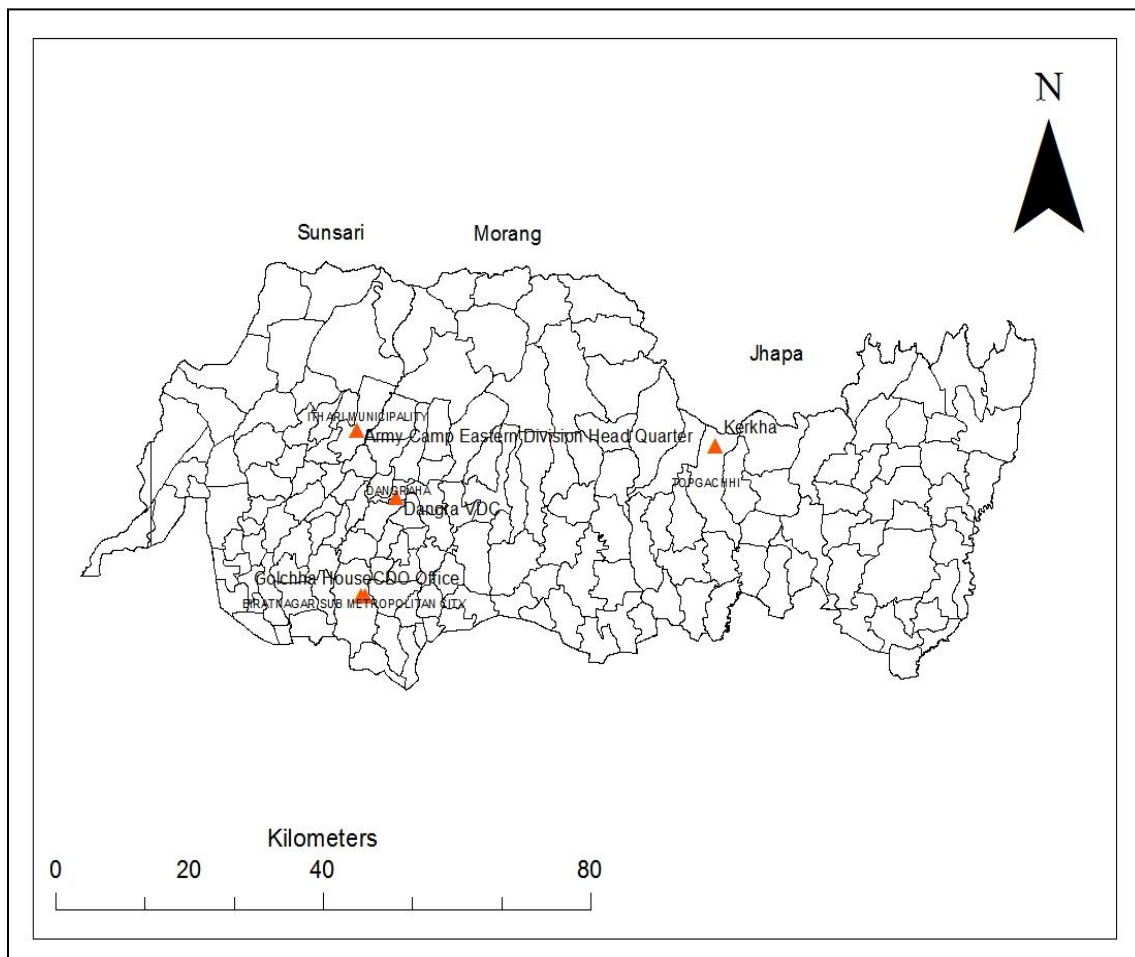 N
Sunsari
Morang
Jhapa
ITHARI MUNICIPALITY
Army Camp Eastern Division Head Quarter
Kerkha
TOPGACHHI
DANGRAHA
Dangra VDC
Golchha House
CDO Office
BIRATNAGAR SUB METROPOLITAN CITY
Kilometers
0 20 40 80